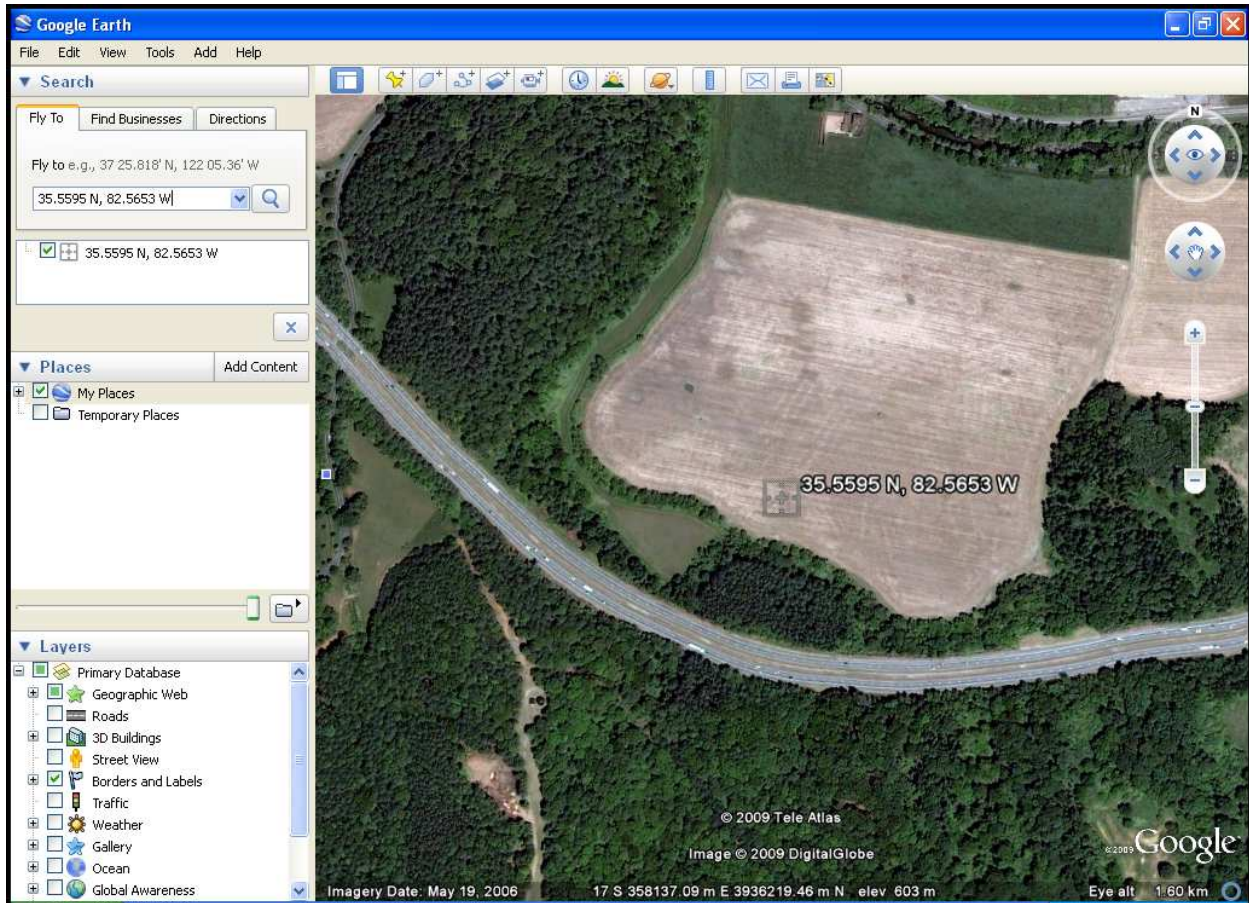 Google Earth
File Edit View Tools Add Help
Search
Fly To Find Businesses Directions
Fly to e.g., 37 25.818' N, 122 05.36' W
35.5595 N, 82.5653 W
35.5595 N, 82.5653 W
Places Add Content
My Places
Temporary Places
Layers
Primary Database
Geographic Web
Roads
3D Buildings
Street View
Borders and Labels
Traffic
Weather
Gallery
Ocean
Global Awareness
N
35.5595 N, 82.5653 W
© 2009 Tele Atlas
Image © 2009 DigitalGlobe
©2009 Google
Imagery Date: May 19, 2006 17 S 358137.09 m E 3936219.46 m N elev 603 m Eye alt 1.60 km